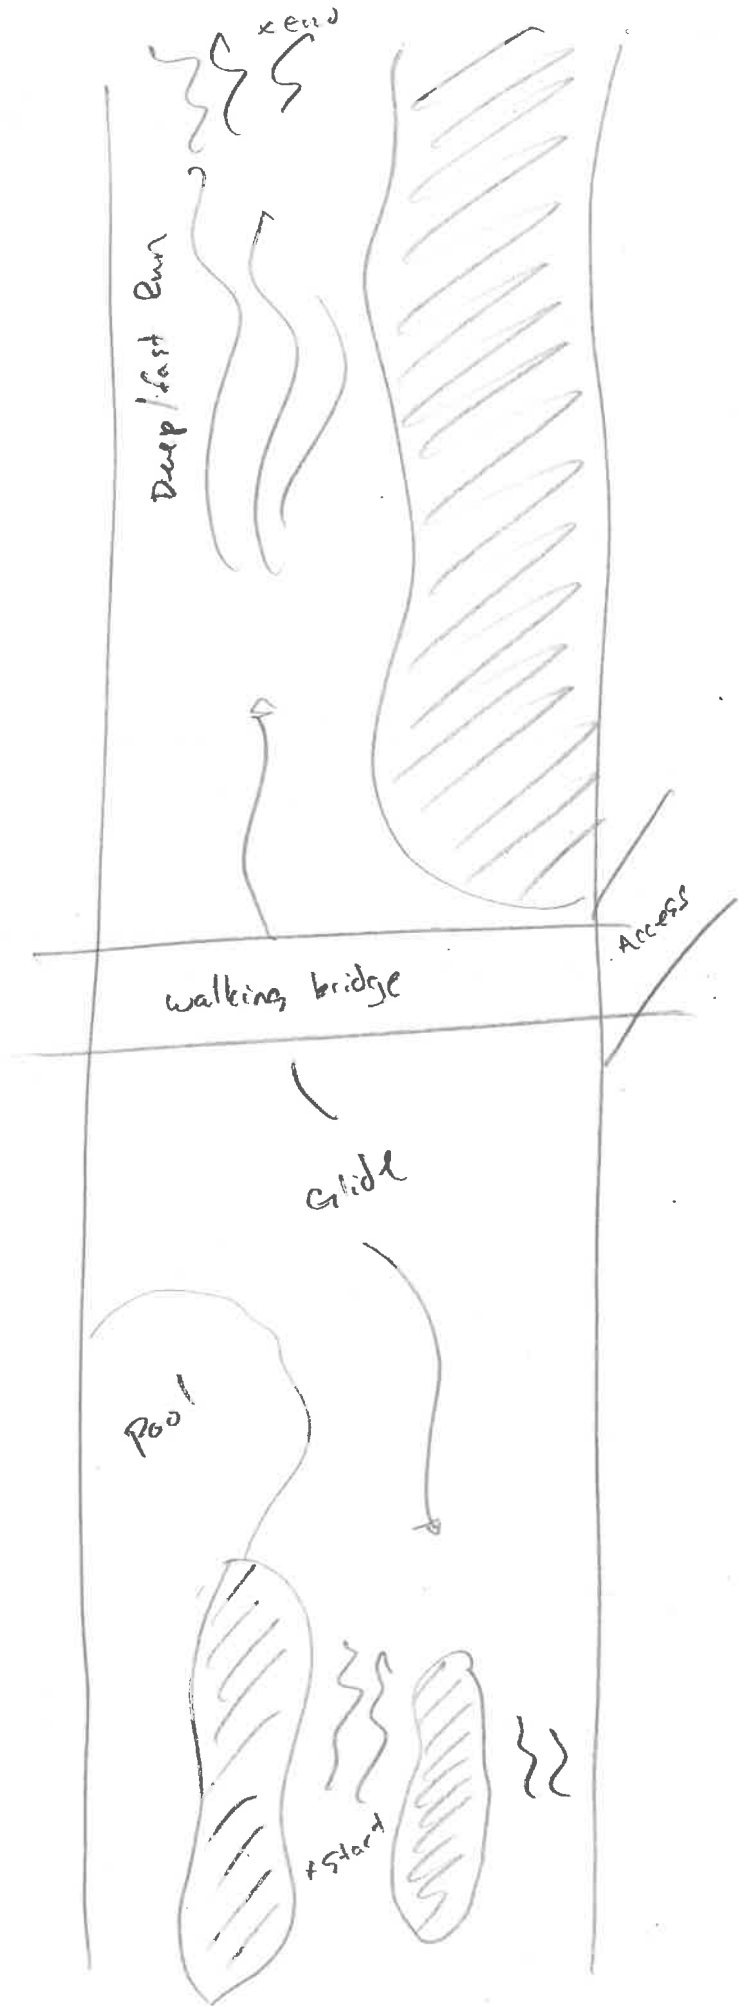 x end
Deep/fast Run
Access
walking bridge
Glide
Pool
x Start